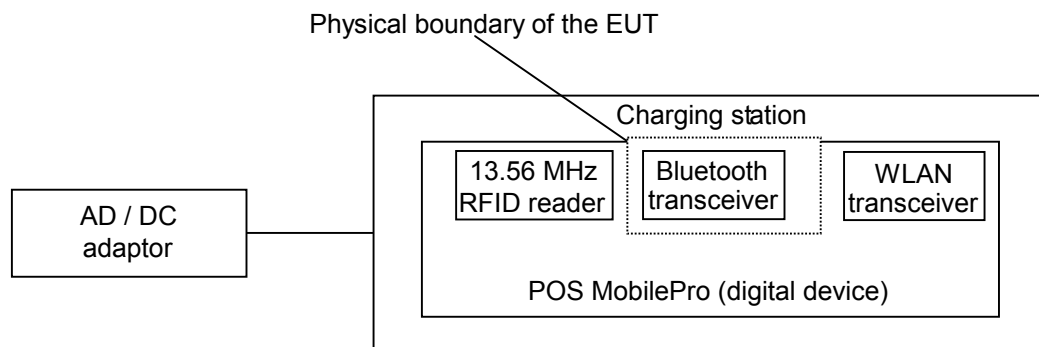 Physical boundary of the EUT
Charging station
13.56 MHz
RFID reader
Bluetooth
transceiver
WLAN
transceiver
AD / DC
adaptor
POS MobilePro (digital device)